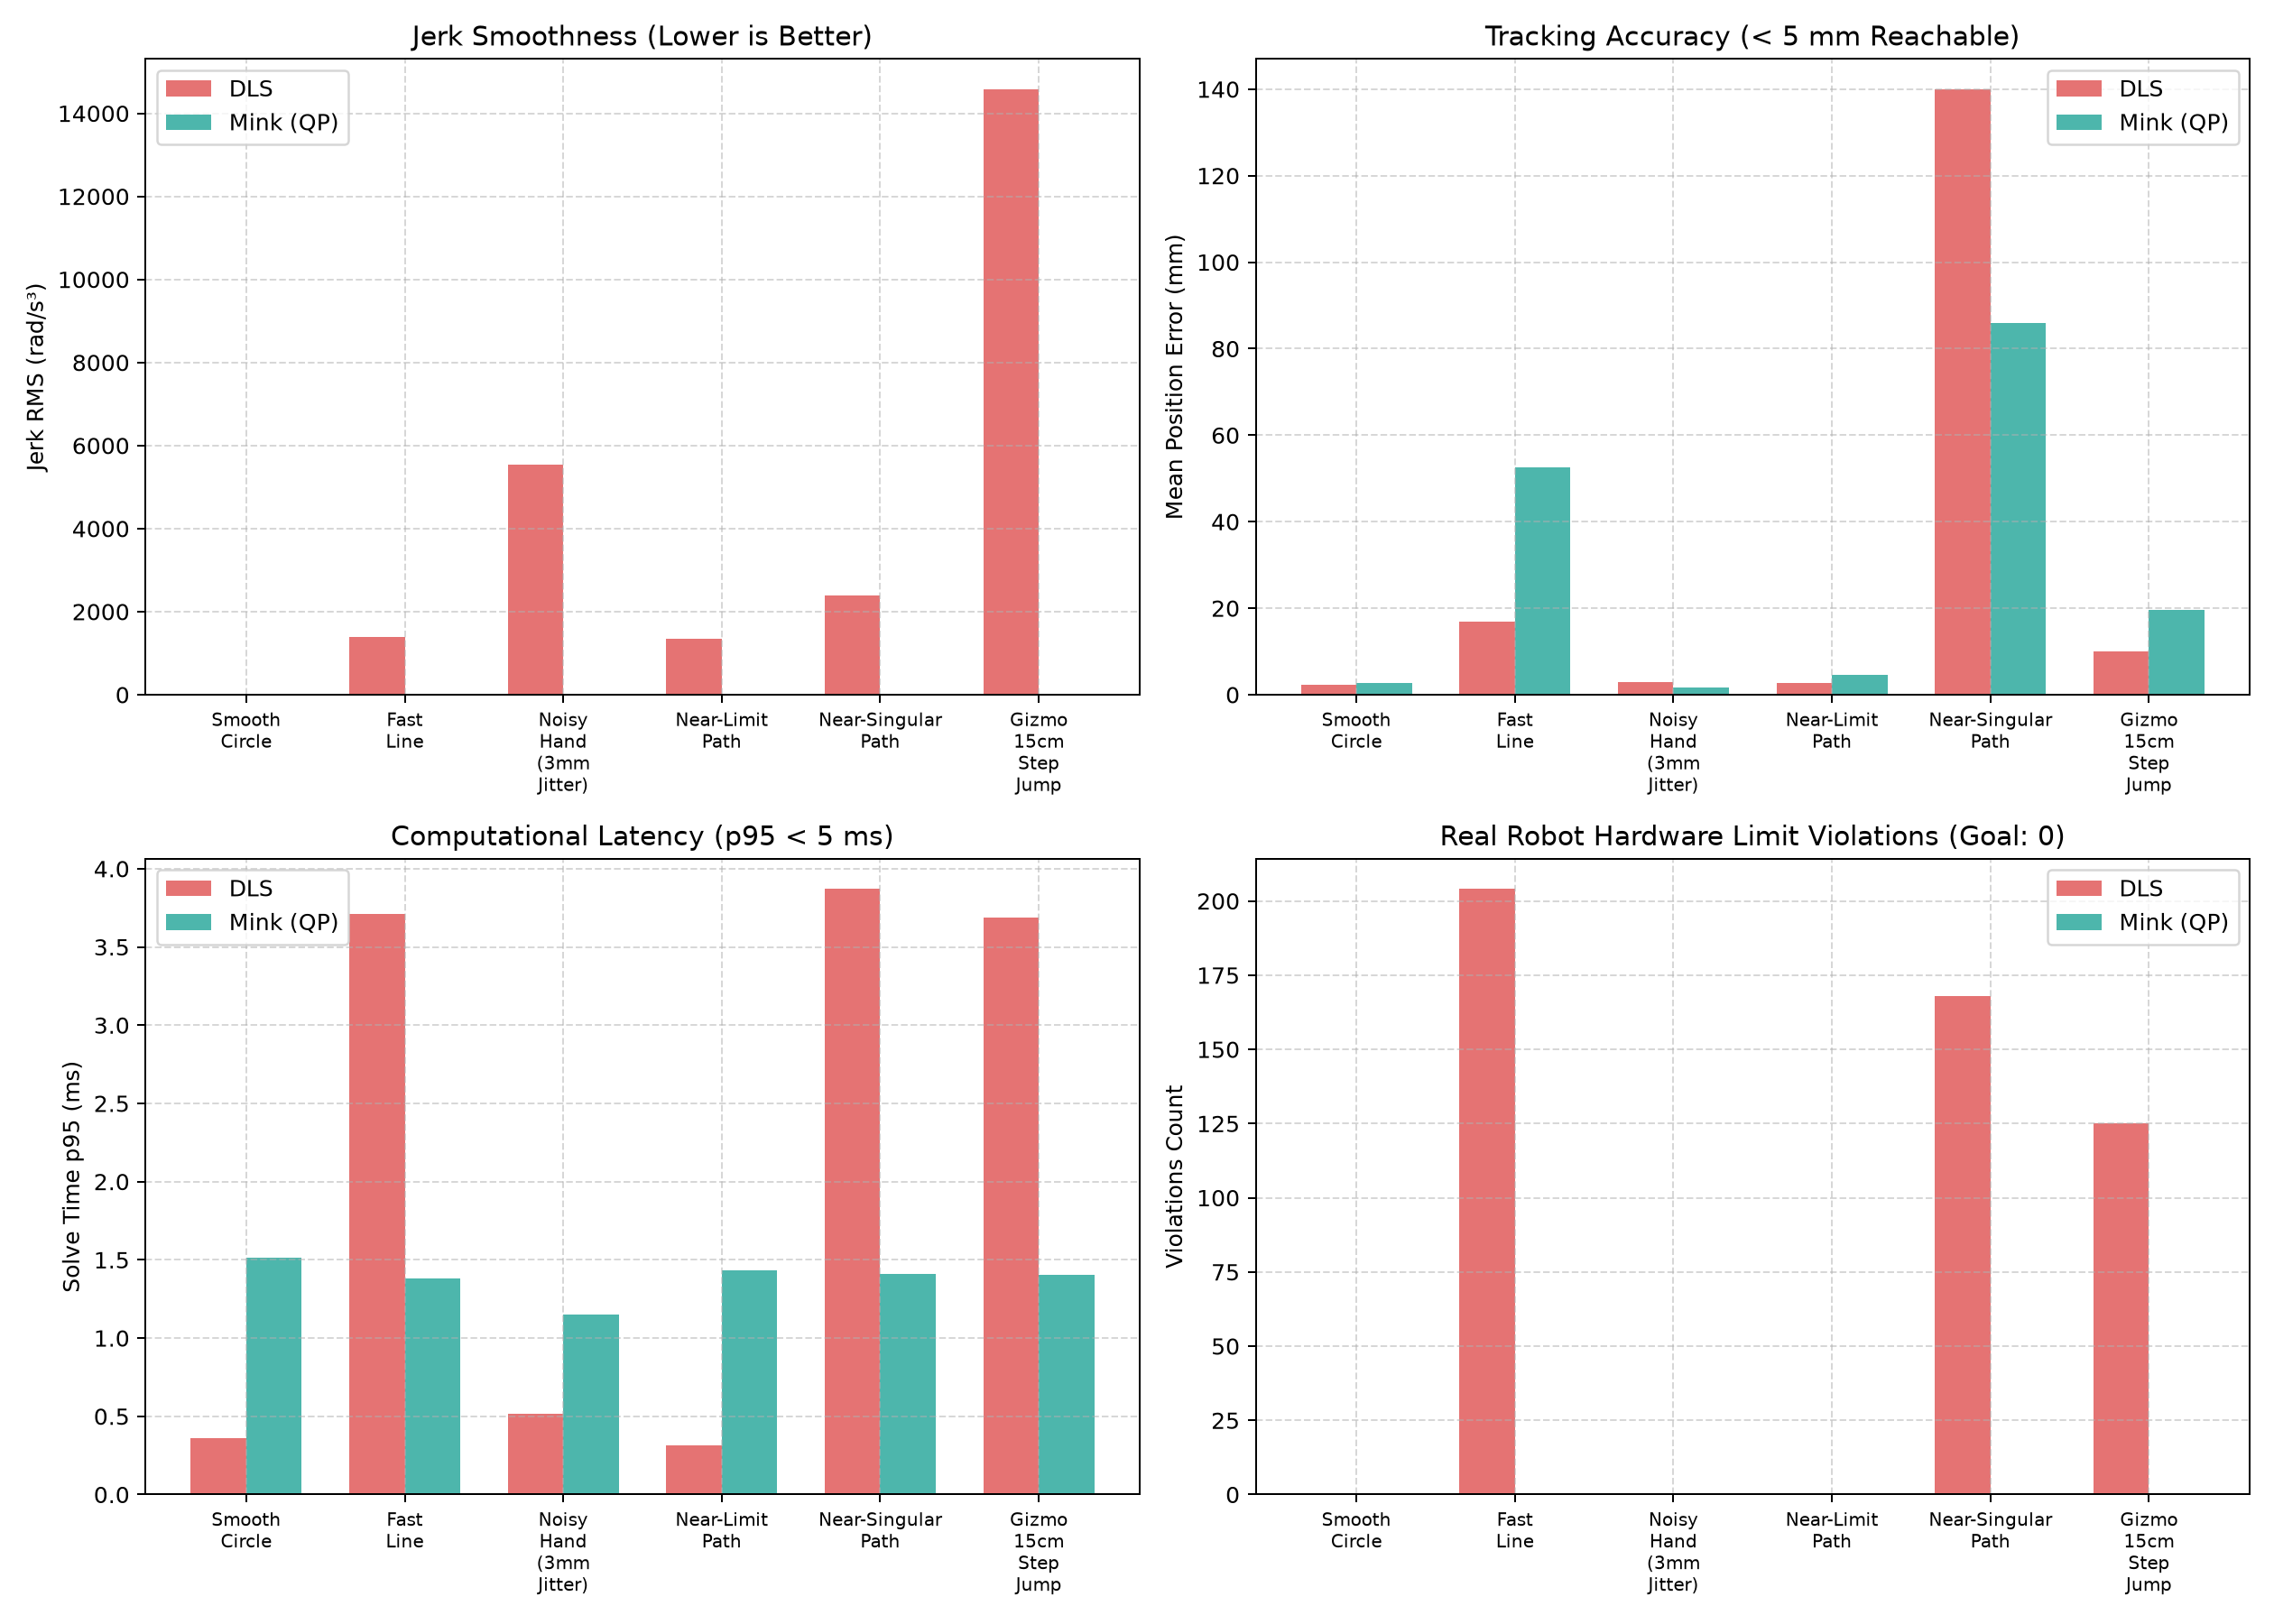 Jerk Smoothness (Lower is Better)
DLS
Mink (QP)
Jerk RMS (rad/s³)
14000
12000
10000
8000
6000
4000
2000
0
Smooth
Circle
Fast
Line
Noisy
Hand
(3mm
Jitter)
Near-Limit
Path
Near-Singular
Path
Gizmo
15cm
Step
Jump
Tracking Accuracy (< 5 mm Reachable)
DLS
Mink (QP)
Mean Position Error (mm)
140
120
100
80
60
40
20
0
Smooth
Circle
Fast
Line
Noisy
Hand
(3mm
Jitter)
Near-Limit
Path
Near-Singular
Path
Gizmo
15cm
Step
Jump
Computational Latency (p95 < 5 ms)
DLS
Mink (QP)
Solve Time p95 (ms)
4.0
3.5
3.0
2.5
2.0
1.5
1.0
0.5
0.0
Smooth
Circle
Fast
Line
Noisy
Hand
(3mm
Jitter)
Near-Limit
Path
Near-Singular
Path
Gizmo
15cm
Step
Jump
Real Robot Hardware Limit Violations (Goal: 0)
DLS
Mink (QP)
Violations Count
200
175
150
125
100
75
50
25
0
Smooth
Circle
Fast
Line
Noisy
Hand
(3mm
Jitter)
Near-Limit
Path
Near-Singular
Path
Gizmo
15cm
Step
Jump